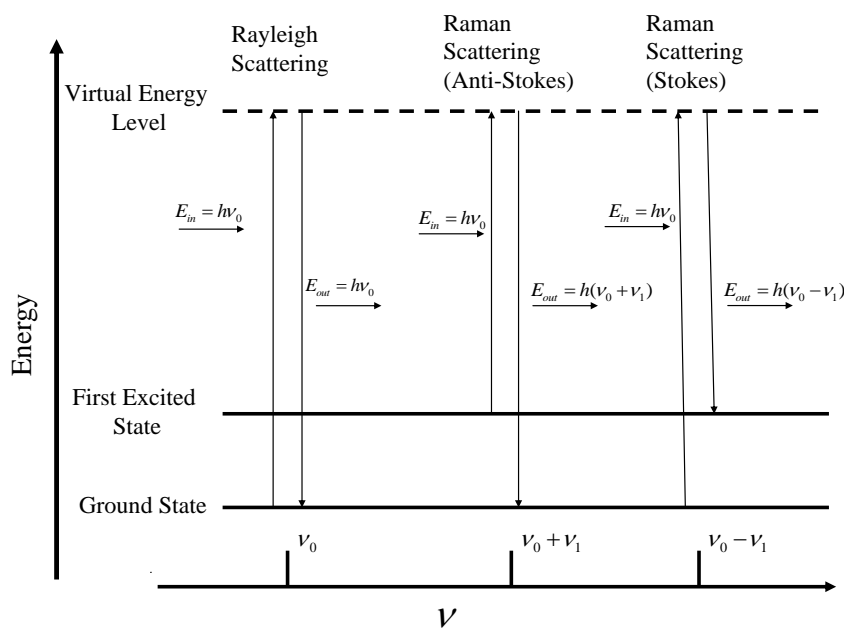 Rayleigh
Scattering
Raman
Scattering
(Anti-Stokes)
Raman
Scattering
(Stokes)
Virtual Energy
Level
E_in = hν_0
E_in = hν_0
E_in = hν_0
E_out = hν_0
E_out = h(ν_0 + ν_1)
E_out = h(ν_0 − ν_1)
Energy
First Excited
State
Ground State
ν_0
ν_0 + ν_1
ν_0 − ν_1
ν